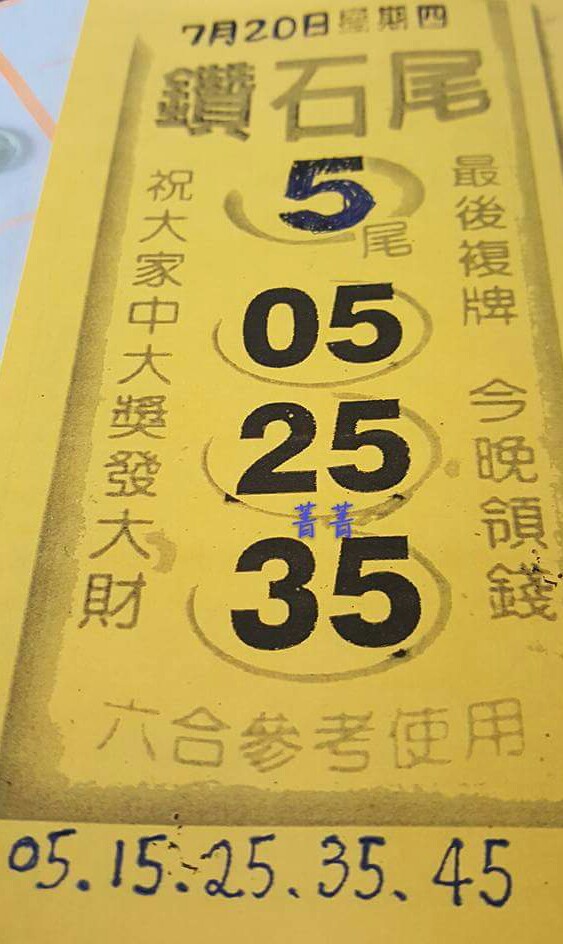 7月20日星期四
鑽石尾
5尾
最後複牌 今晚領錢
祝大家中大獎發大財
05
25
菁菁
35
六合參考使用
05.15.25.35.45